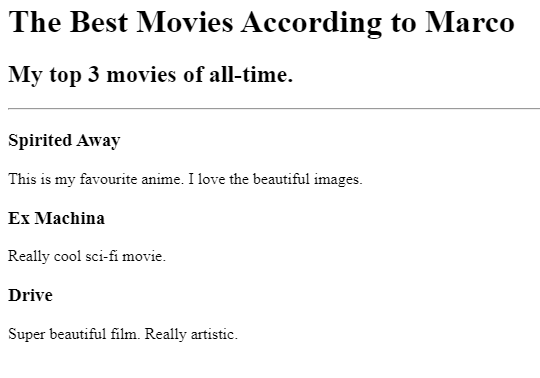 The Best Movies According to Marco
My top 3 movies of all-time.
Spirited Away
This is my favourite anime. I love the beautiful images.
Ex Machina
Really cool sci-fi movie.
Drive
Super beautiful film. Really artistic.